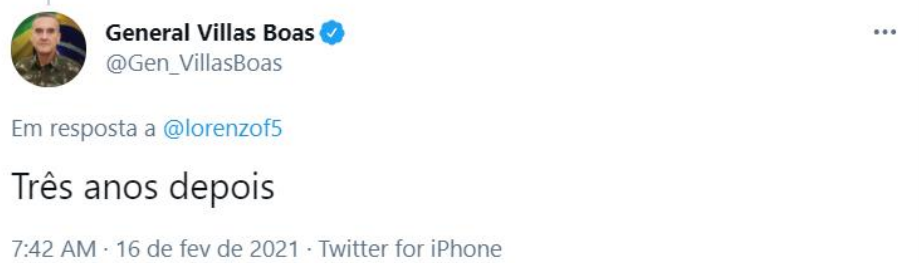 General Villas Boas
@Gen_VillasBoas
Em resposta a @lorenzof5
Três anos depois
7:42 AM · 16 de fev de 2021 · Twitter for iPhone